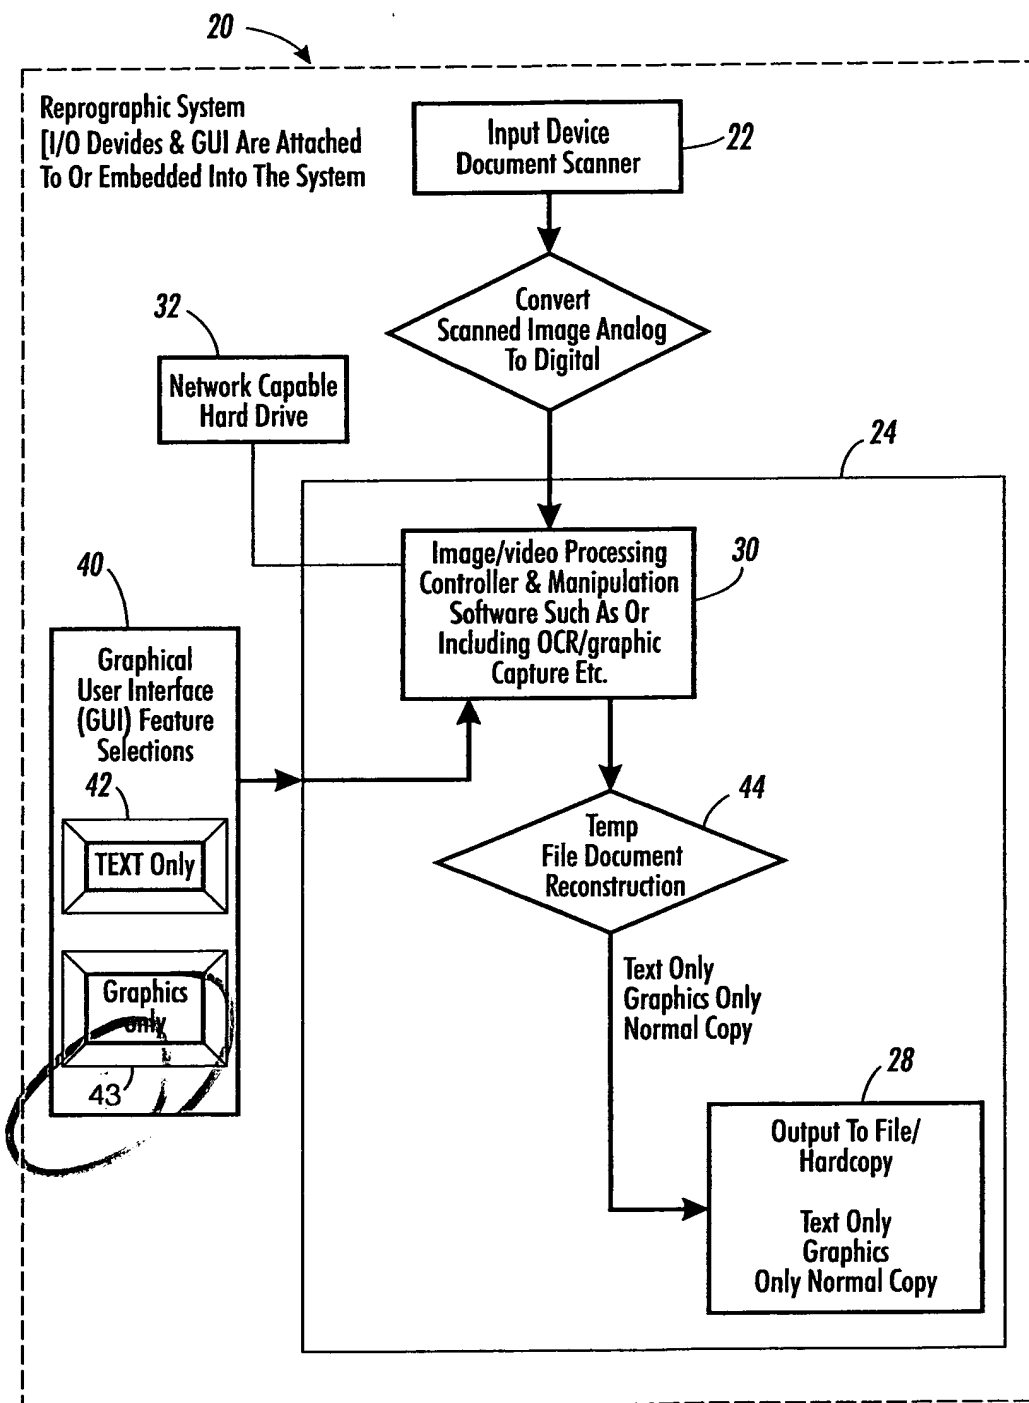 20
Reprographic System
[I/O Devides & GUI Are Attached
To Or Embedded Into The System
Input Device
Document Scanner
22
Convert
Scanned Image Analog
To Digital
32
Network Capable
Hard Drive
24
Image/video Processing
Controller & Manipulation
Software Such As Or
Including OCR/graphic
Capture Etc.
30
40
Graphical
User Interface
(GUI) Feature
Selections
42
TEXT Only
Graphics
only
43
44
Temp
File Document
Reconstruction
Text Only
Graphics Only
Normal Copy
28
Output To File/
Hardcopy
Text Only
Graphics
Only Normal Copy